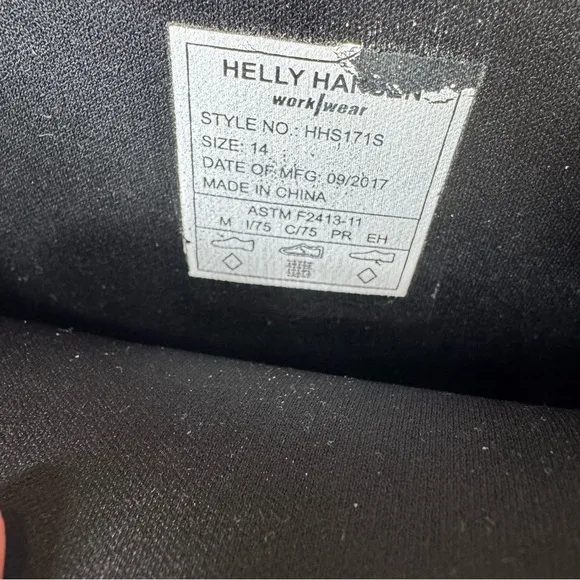 HELLY HANSEN
work/wear
STYLE NO.: HHS171S
SIZE: 14
DATE OF MFG: 09/2017
MADE IN CHINA
ASTM F2413-11
M I/75 C/75 PR EH